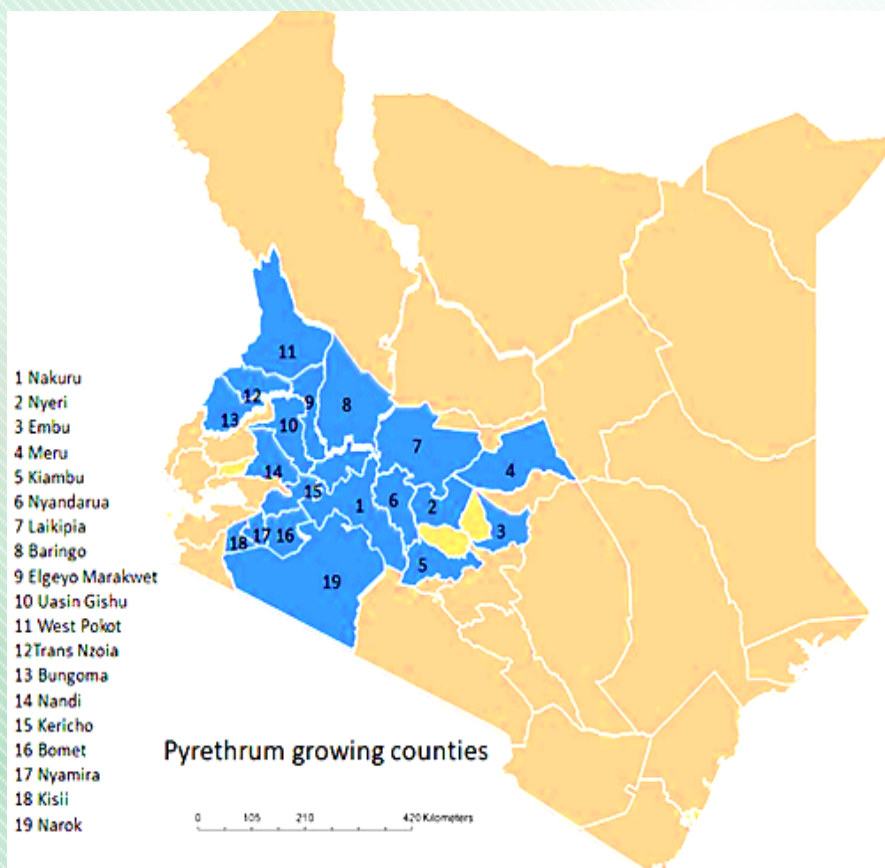 11
12
9
8
13
10
7
14
4
15
1
6
2
3
18
17
16
5
19
1 Nakuru
2 Nyeri
3 Embu
4 Meru
5 Kiambu
6 Nyandarua
7 Laikipia
8 Baringo
9 Elgeyo Marakwet
10 Uasin Gishu
11 West Pokot
12Trans Nzoia
13 Bungoma
14 Nandi
15 Kericho
16 Bomet
17 Nyamira
18 Kisii
19 Narok
Pyrethrum growing counties
0 105 210 420 Kilometers